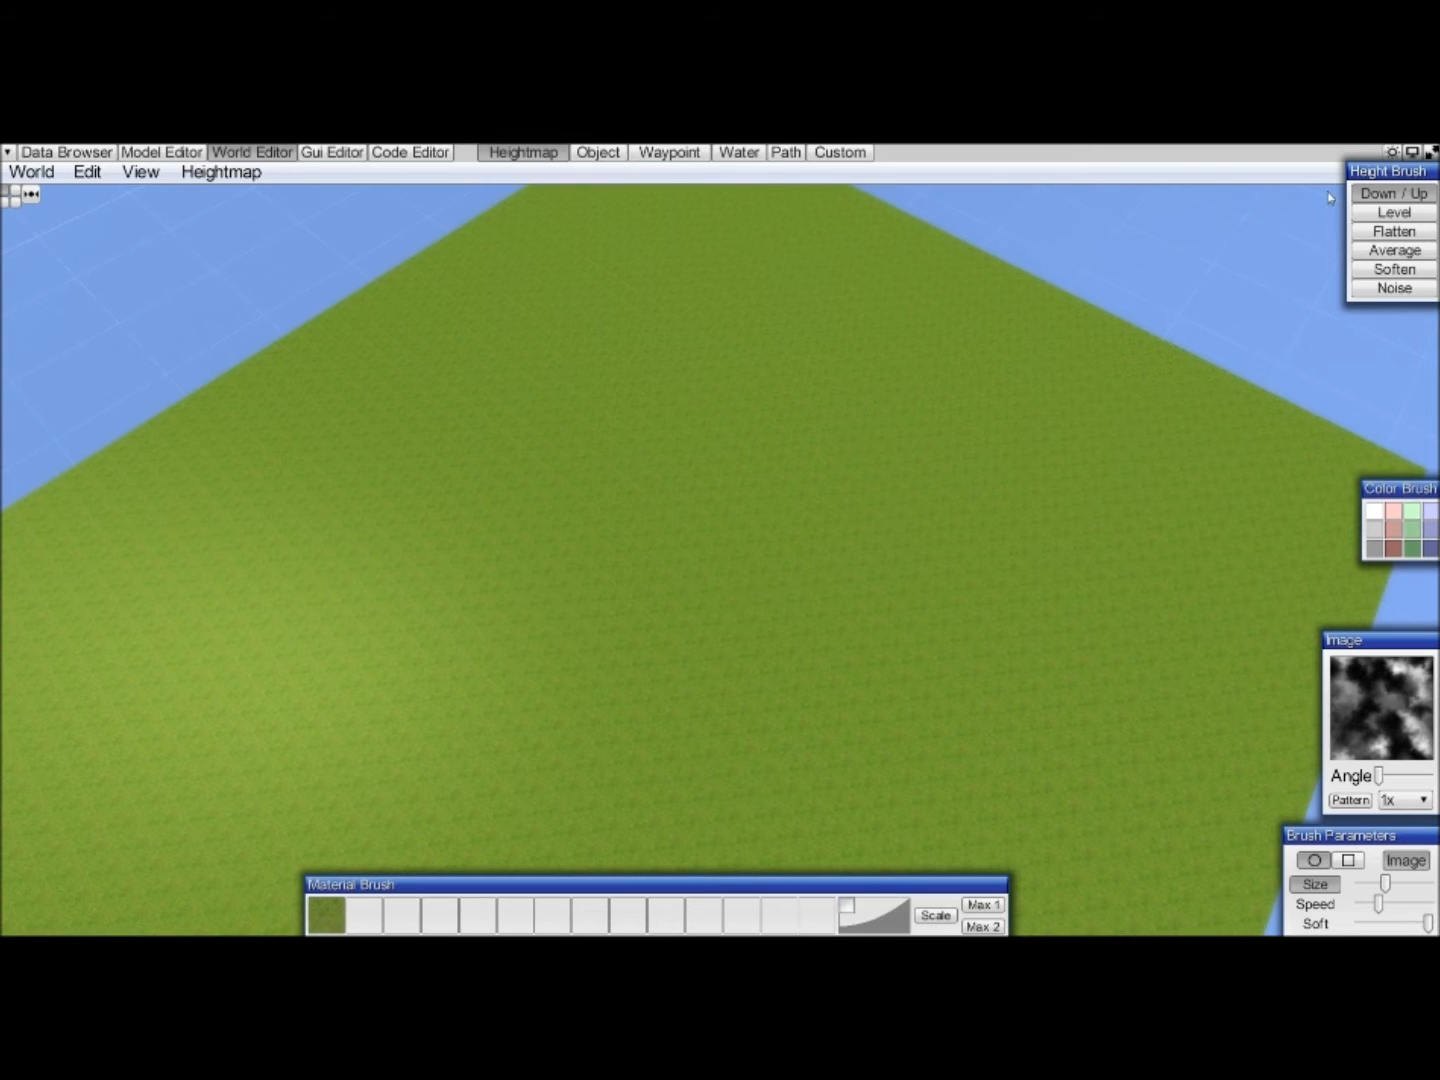 Data Browser Model Editor World Editor Gui Editor Code Editor Heightmap Object Waypoint Water Path Custom
World Edit View Heightmap
Height Brush
Down / Up
Level
Flatten
Average
Soften
Noise
Color Brush
Image
Angle
Pattern 1x
Brush Parameters
Image
Size
Speed
Soft
Material Brush
Scale
Max 1
Max 2